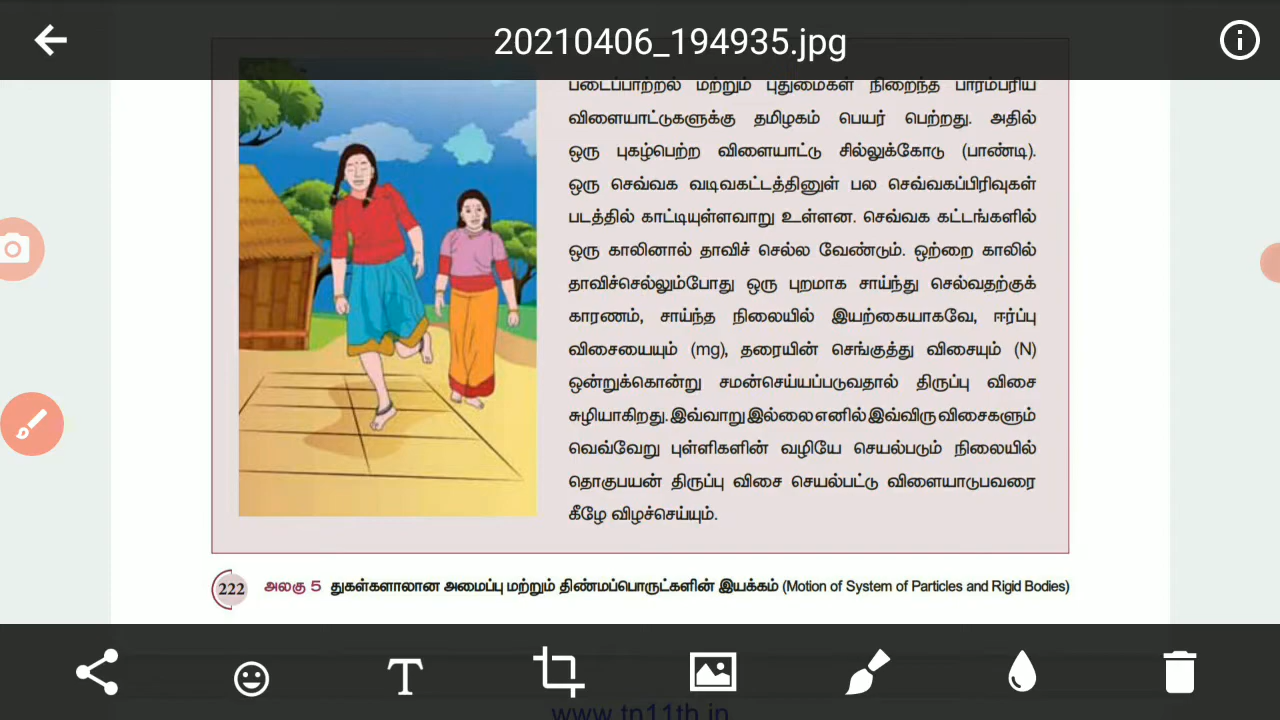 20210406_194935.jpg
படைப்பாற்றல் மற்றும் புதுமைகள் நிறைந்த பாரம்பரிய
விளையாட்டுகளுக்கு தமிழகம் பெயர் பெற்றது. அதில்
ஒரு புகழ்பெற்ற விளையாட்டு சில்லுக்கோடு (பாண்டி).
ஒரு செவ்வக வடிவகட்டத்தினுள் பல செவ்வகப்பிரிவுகள்
படத்தில் காட்டியுள்ளவாறு உள்ளன. செவ்வக கட்டங்களில்
ஒரு காலினால் தாவிச் செல்ல வேண்டும். ஒற்றை காலில்
தாவிச்செல்லும்போது ஒரு புறமாக சாய்ந்து செல்வதற்குக்
காரணம், சாய்ந்த நிலையில் இயற்கையாகவே, ஈர்ப்பு
விசையையும் (mg), தரையின் செங்குத்து விசையும் (N)
ஒன்றுக்கொன்று சமன்செய்யப்படுவதால் திருப்பு விசை
சுழியாகிறது. இவ்வாறு இல்லை எனில் இவ்விரு விசைகளும்
வெவ்வேறு புள்ளிகளின் வழியே செயல்படும் நிலையில்
தொகுபயன் திருப்பு விசை செயல்பட்டு விளையாடுபவரை
கீழே விழச்செய்யும்.
222 அலகு 5 துகள்களாலான அமைப்பு மற்றும் திண்மப்பொருட்களின் இயக்கம் (Motion of System of Particles and Rigid Bodies)
T
www.tn11th.in